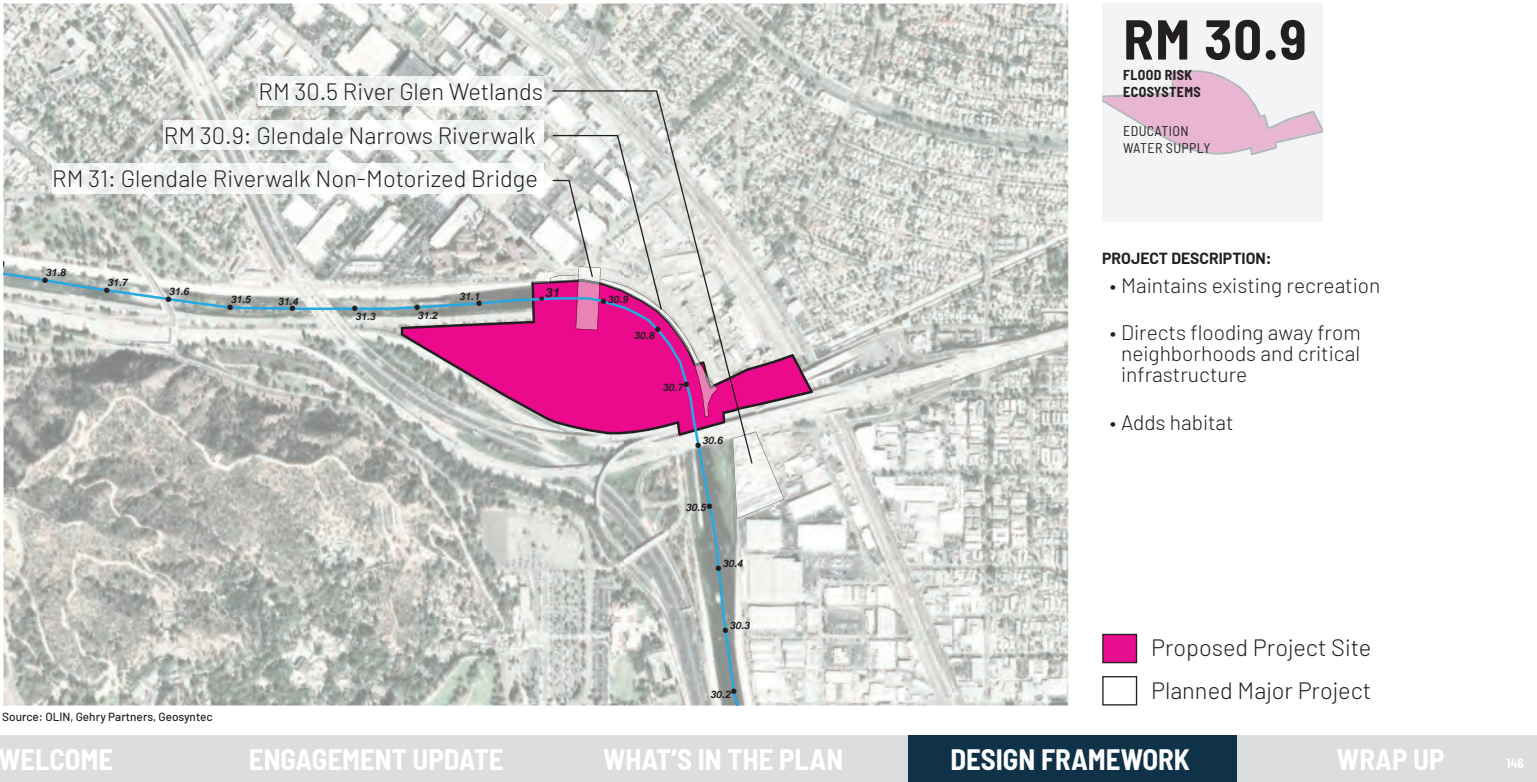 RM 30.5 River Glen Wetlands
RM 30.9: Glendale Narrows Riverwalk
RM 31: Glendale Riverwalk Non-Motorized Bridge
31.8
31.7
31.6
31.5
31.4
31.3
31.2
31.1
31
30.9
30.8
30.7
30.6
30.5
30.4
30.3
30.2
Source: OLIN, Gehry Partners, Geosyntec
RM 30.9
FLOOD RISK
ECOSYSTEMS
EDUCATION
WATER SUPPLY
PROJECT DESCRIPTION:
• Maintains existing recreation
• Directs flooding away from
neighborhoods and critical
infrastructure
• Adds habitat
Proposed Project Site
Planned Major Project
WELCOME
ENGAGEMENT UPDATE
WHAT'S IN THE PLAN
DESIGN FRAMEWORK
WRAP UP
146